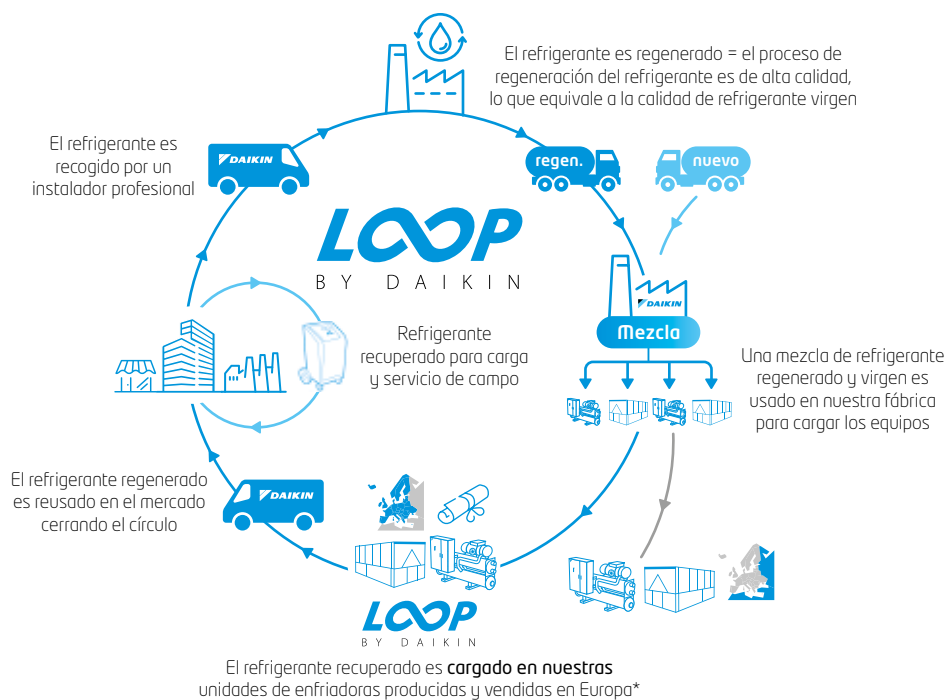 El refrigerante es regenerado = el proceso de
regeneración del refrigerante es de alta calidad,
lo que equivale a la calidad de refrigerante virgen
El refrigerante es
recogido por un
instalador profesional
DAIKIN
regen.
nuevo
LOOP
BY DAIKIN
DAIKIN
Mezcla
Refrigerante
recuperado para carga
y servicio de campo
Una mezcla de refrigerante
regenerado y virgen es
usado en nuestra fábrica
para cargar los equipos
El refrigerante regenerado
es reusado en el mercado
cerrando el círculo
DAIKIN
LOOP
BY DAIKIN
El refrigerante recuperado es cargado en nuestras
unidades de enfriadoras producidas y vendidas en Europa*